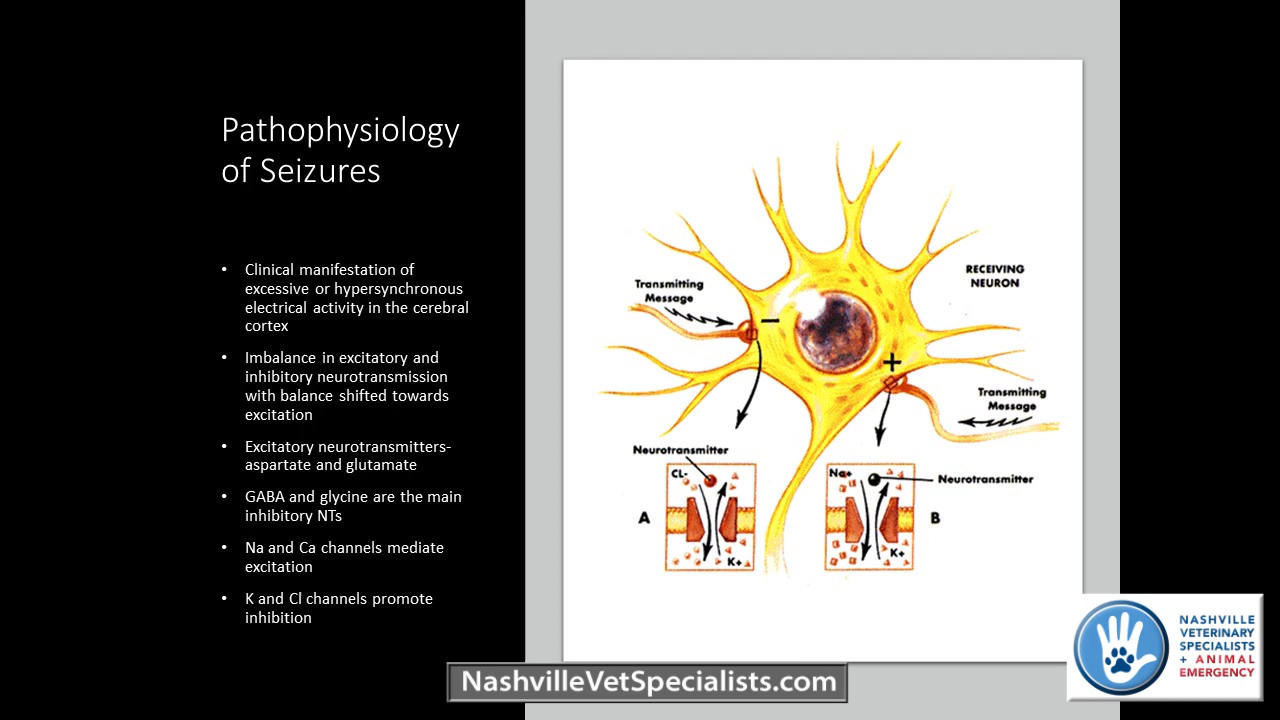 Pathophysiology
of Seizures
• Clinical manifestation of
excessive or hypersynchronous
electrical activity in the cerebral
cortex
• Imbalance in excitatory and
inhibitory neurotransmission
with balance shifted towards
excitation
• Excitatory neurotransmitters-
aspartate and glutamate
• GABA and glycine are the main
inhibitory NTs
• Na and Ca channels mediate
excitation
• K and Cl channels promote
inhibition
RECEIVING
NEURON
Transmitting
Message
−
+
Transmitting
Message
Neurotransmitter
CL-
A
K+
Na+
Neurotransmitter
B
K+
NashvilleVetSpecialists.com
NASHVILLE
VETERINARY
SPECIALISTS
+ ANIMAL
EMERGENCY